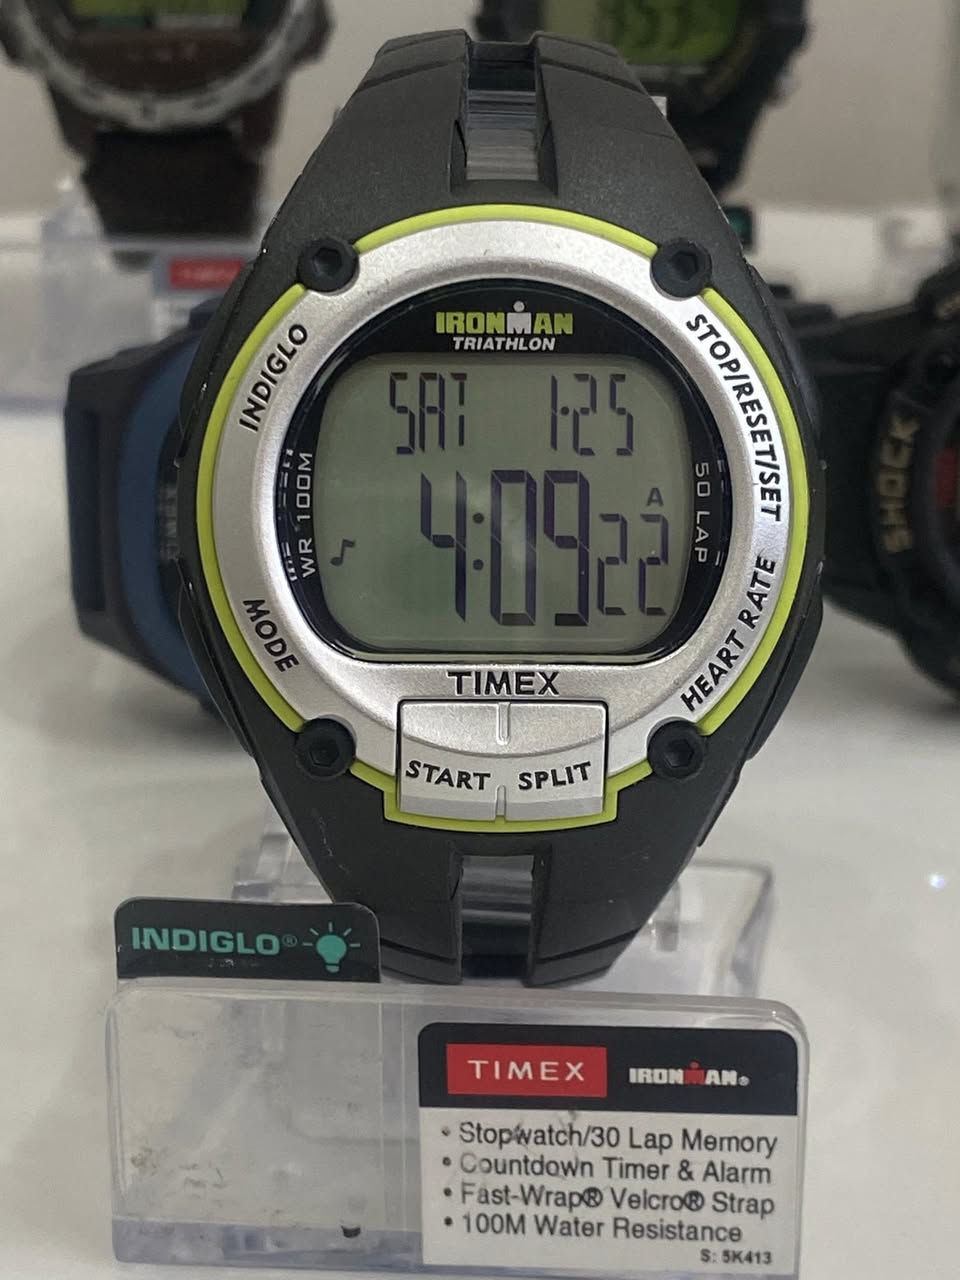 TIMEX
IRONMAN
TRIATHLON
INDIGLO
STOP/RESET/SET
SAT 1-25
4:09 22
A
WR 100M
50 LAP
MODE
HEART RATE
TIMEX
START SPLIT
SHOCK
TIMEX
INDIGLO®
TIMEX IRONMAN®
• Stopwatch/30 Lap Memory
• Countdown Timer & Alarm
• Fast-Wrap® Velcro® Strap
• 100M Water Resistance
S: 5K413